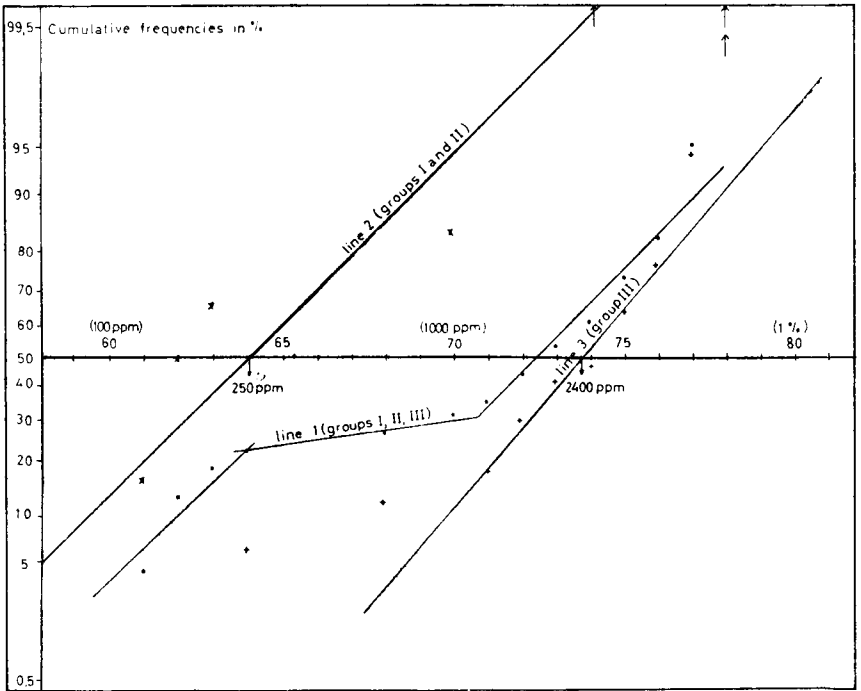 99,5 Cumulative frequencies in %
95
90
80
70
60
50
40
30
20
10
5
0,5
(100 ppm) (1000 ppm) (1 %)
60 65 70 75 80
250 ppm 2400 ppm
line 2 (groups I and II)
line 3 (group III)
line 1 (groups I, II, III)